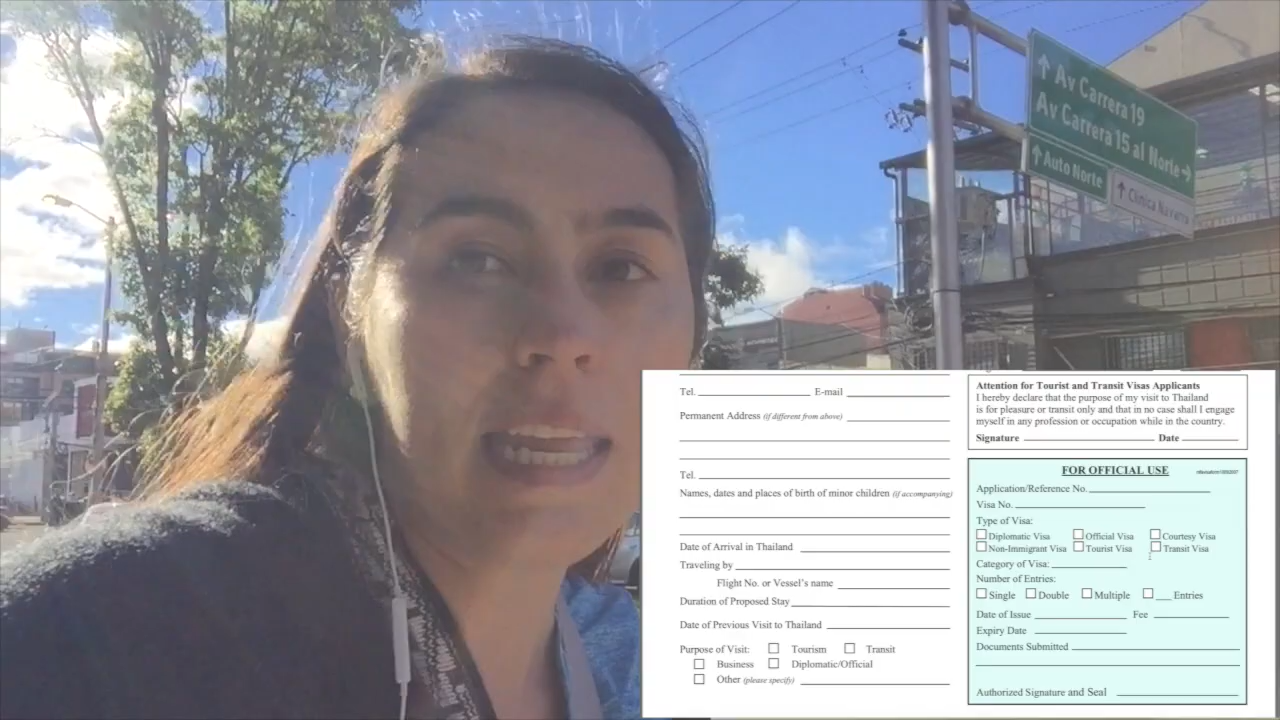 Av Carrera 19
Av Carrera 15 al Norte
Auto Norte
Clinica Navarra
Tel. E-mail
Permanent Address (if different from above)
Tel.
Names, dates and places of birth of minor children (if accompanying)
Date of Arrival in Thailand
Traveling by
Flight No. or Vessel's name
Duration of Proposed Stay
Date of Previous Visit to Thailand
Purpose of Visit: Tourism Transit
Business Diplomatic/Official
Other (please specify)
Attention for Tourist and Transit Visas Applicants
I hereby declare that the purpose of my visit to Thailand
is for pleasure or transit only and that in no case shall I engage
myself in any profession or occupation while in the country.
Signature Date
FOR OFFICIAL USE
Application/Reference No.
Visa No.
Type of Visa:
Diplomatic Visa Official Visa Courtesy Visa
Non-Immigrant Visa Tourist Visa Transit Visa
Category of Visa:
Number of Entries:
Single Double Multiple ___ Entries
Date of Issue Fee
Expiry Date
Documents Submitted
Authorized Signature and Seal